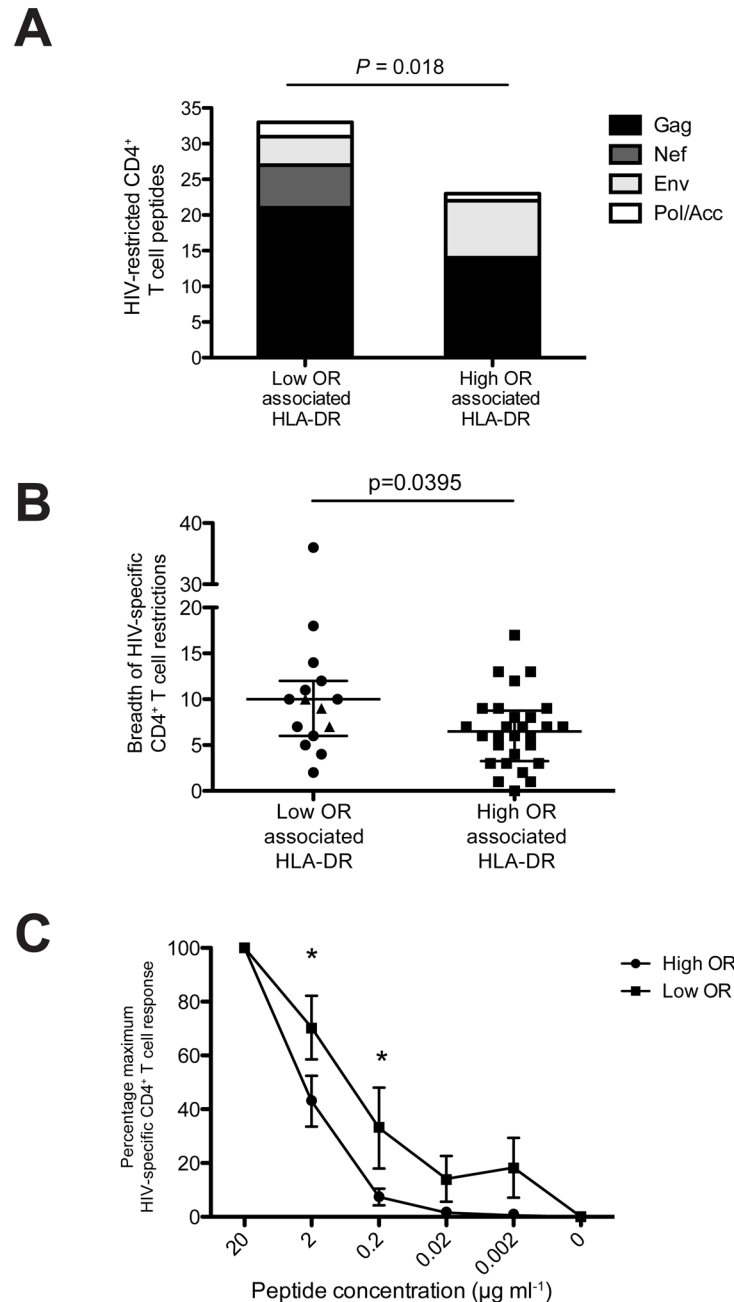 A
P = 0.018
HIV-restricted CD4⁺
T cell peptides
35
30
25
20
15
10
5
0
Low OR
associated
HLA-DR
High OR
associated
HLA-DR
Gag
Nef
Env
Pol/Acc
B
p=0.0395
Breadth of HIV-specific
CD4⁺ T cell restrictions
40
30
20
15
10
5
0
Low OR
associated
HLA-DR
High OR
associated
HLA-DR
C
Percentage maximum
HIV-specific CD4⁺ T cell response
100
80
60
40
20
0
*
*
High OR
Low OR
20
2
0.2
0.02
0.002
0
Peptide concentration (µg ml⁻¹)